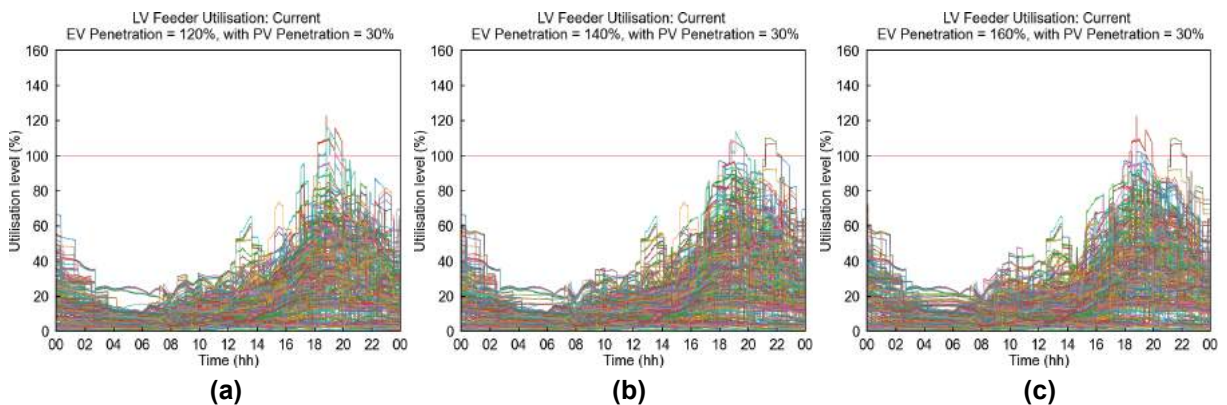 LV Feeder Utilisation: Current
EV Penetration = 120%, with PV Penetration = 30%
160
140
120
100
80
60
40
20
0
Utilisation level (%)
00 02 04 06 08 10 12 14 16 18 20 22 00
Time (hh)
(a)
LV Feeder Utilisation: Current
EV Penetration = 140%, with PV Penetration = 30%
160
140
120
100
80
60
40
20
0
Utilisation level (%)
00 02 04 06 08 10 12 14 16 18 20 22 00
Time (hh)
(b)
LV Feeder Utilisation: Current
EV Penetration = 160%, with PV Penetration = 30%
160
140
120
100
80
60
40
20
0
Utilisation level (%)
00 02 04 06 08 10 12 14 16 18 20 22 00
Time (hh)
(c)